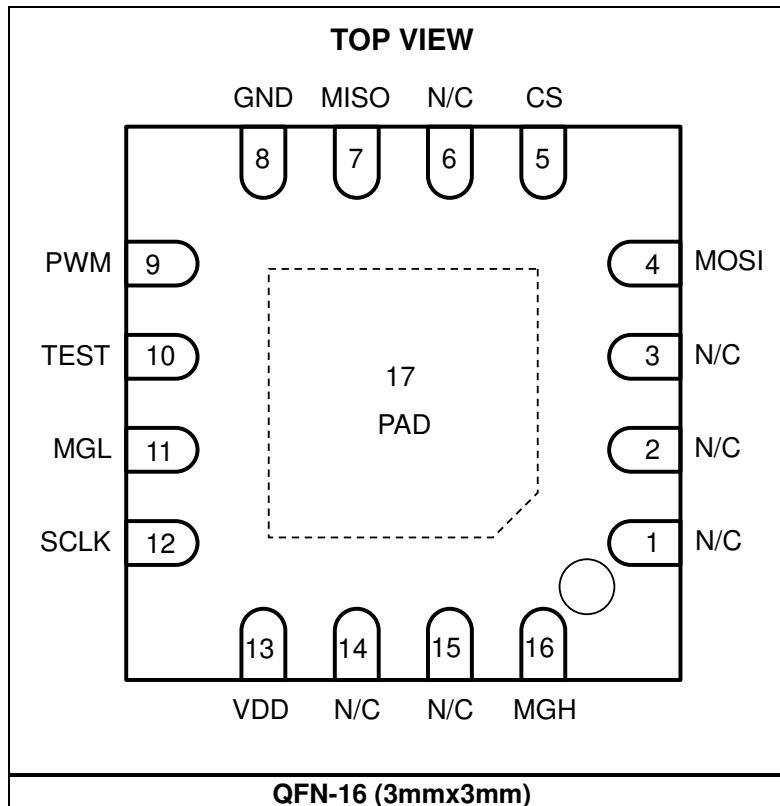 TOP VIEW
GND MISO N/C CS
8 7 6 5
PWM 9 4 MOSI
TEST 10 3 N/C
17
PAD
MGL 11 2 N/C
SCLK 12 1 N/C
13 14 15 16
VDD N/C N/C MGH
QFN-16 (3mmx3mm)